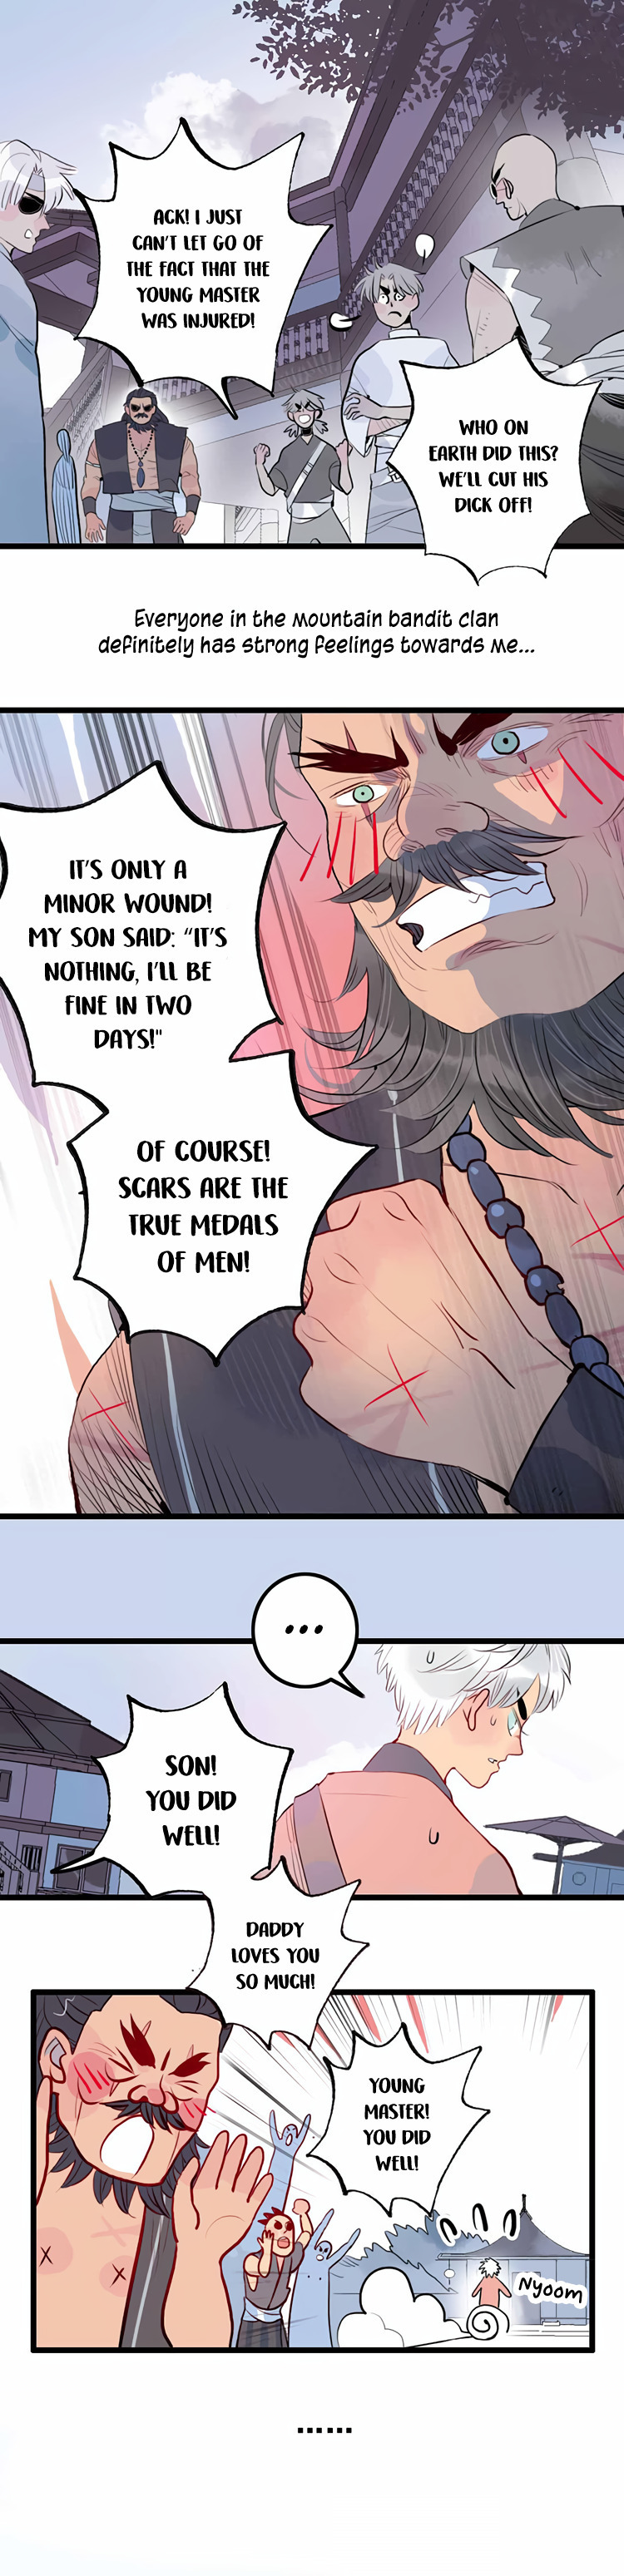 ACK! I JUST
CAN'T LET GO OF
THE FACT THAT THE
YOUNG MASTER
WAS INJURED!
WHO ON
EARTH DID THIS?
WE'LL CUT HIS
DICK OFF!
Everyone in the mountain bandit clan
definitely has strong feelings towards me...
IT'S ONLY A
MINOR WOUND!
MY SON SAID: “IT'S
NOTHING, I'LL BE
FINE IN TWO
DAYS!"
OF COURSE!
SCARS ARE THE
TRUE MEDALS
OF MEN!
...
SON!
YOU DID
WELL!
DADDY
LOVES YOU
SO MUCH!
YOUNG
MASTER!
YOU DID
WELL!
Nyoom
......